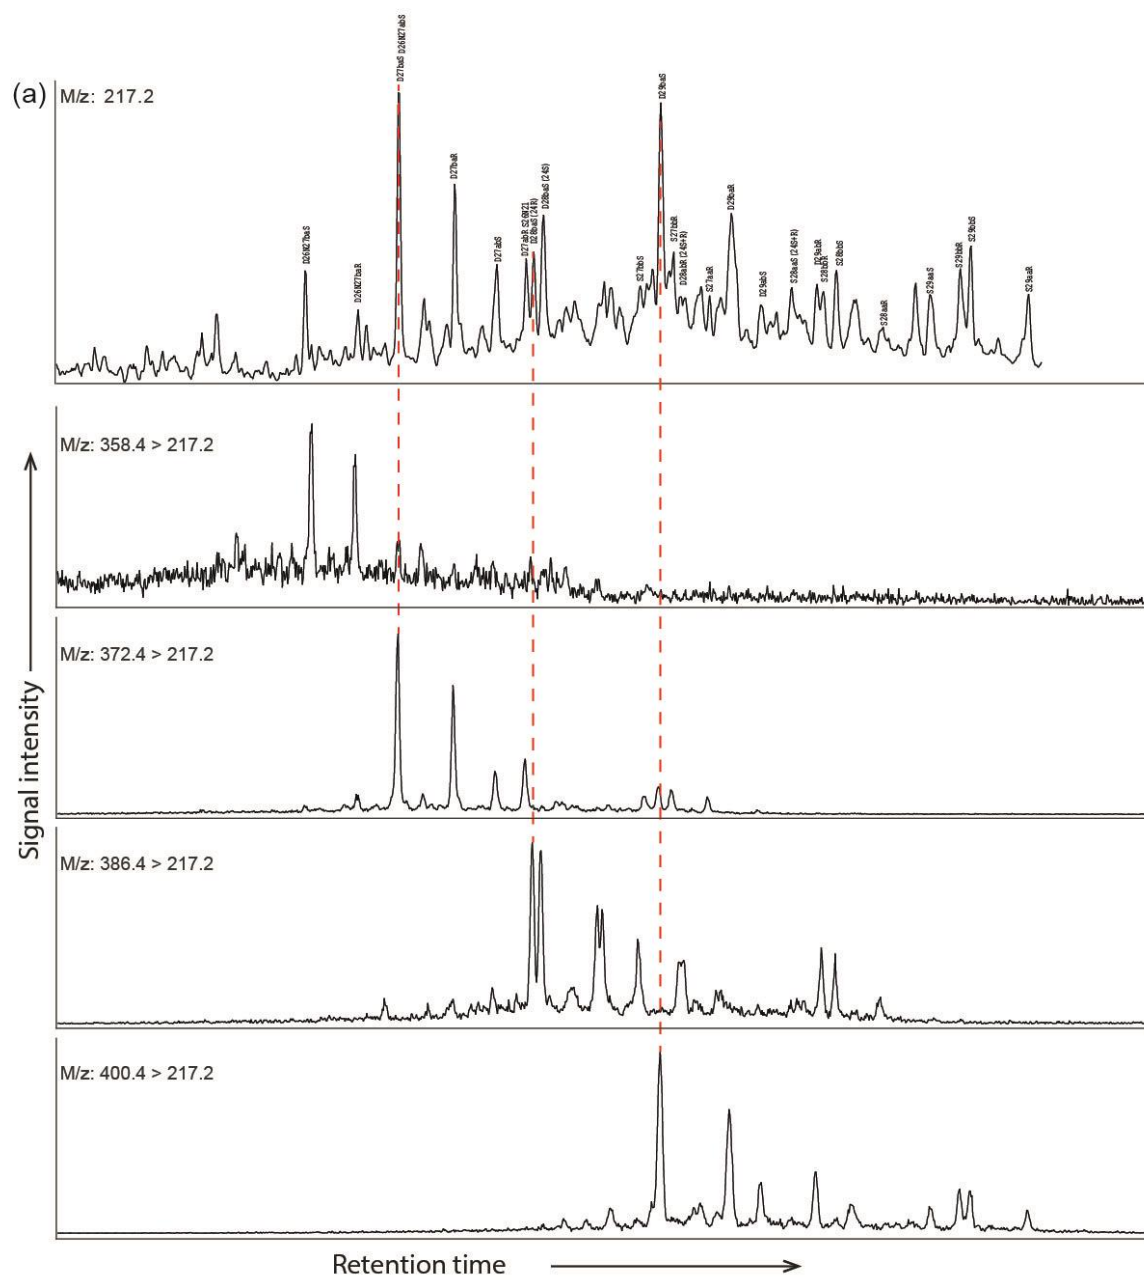 (a)
M/z: 217.2
D26N27baS
D26N27baR
D27baS D26N27abS
D27baR
D27abS
D27abR S26N21
D28baS (24R)
D28baS (24S)
S27bbS
D29baS
S27bbR
D28abR (24S+R)
S27aaR
D29baR
D29abS
S28aaS (24S+R)
D29abR
S28bbR
S28bbS
S28aaR
S29aaS
S29bbR
S29bbS
S29aaR
M/z: 358.4 > 217.2
M/z: 372.4 > 217.2
M/z: 386.4 > 217.2
M/z: 400.4 > 217.2
Signal intensity
Retention time